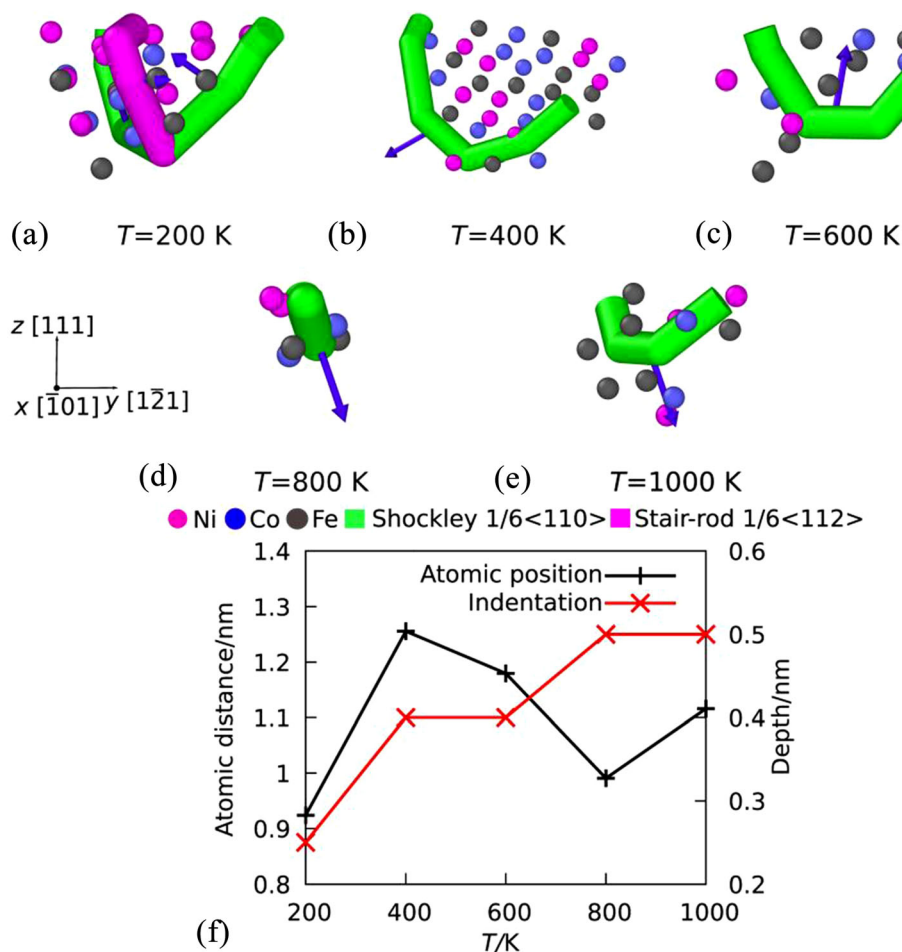 (a) T=200 K (b) T=400 K (c) T=600 K
z [111]
x [1̅01] y [12̅1]
(d) T=800 K (e) T=1000 K
Ni Co Fe Shockley 1/6<110> Stair-rod 1/6<112>
1.4 0.6
Atomic position
Indentation
1.3
1.2 0.5
1.1 0.4
1 0.3
0.9
0.8 0.2
Atomic distance/nm
Depth/nm
200 400 600 800 1000
(f) T/K